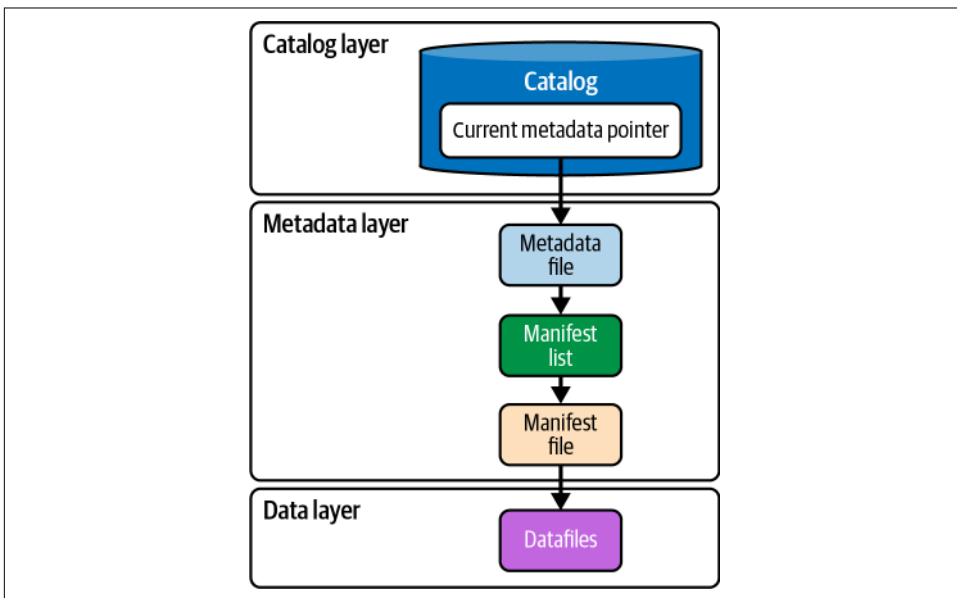 Catalog layer
Catalog
Current metadata pointer
Metadata layer
Metadata
file
Manifest
list
Manifest
file
Data layer
Datafiles